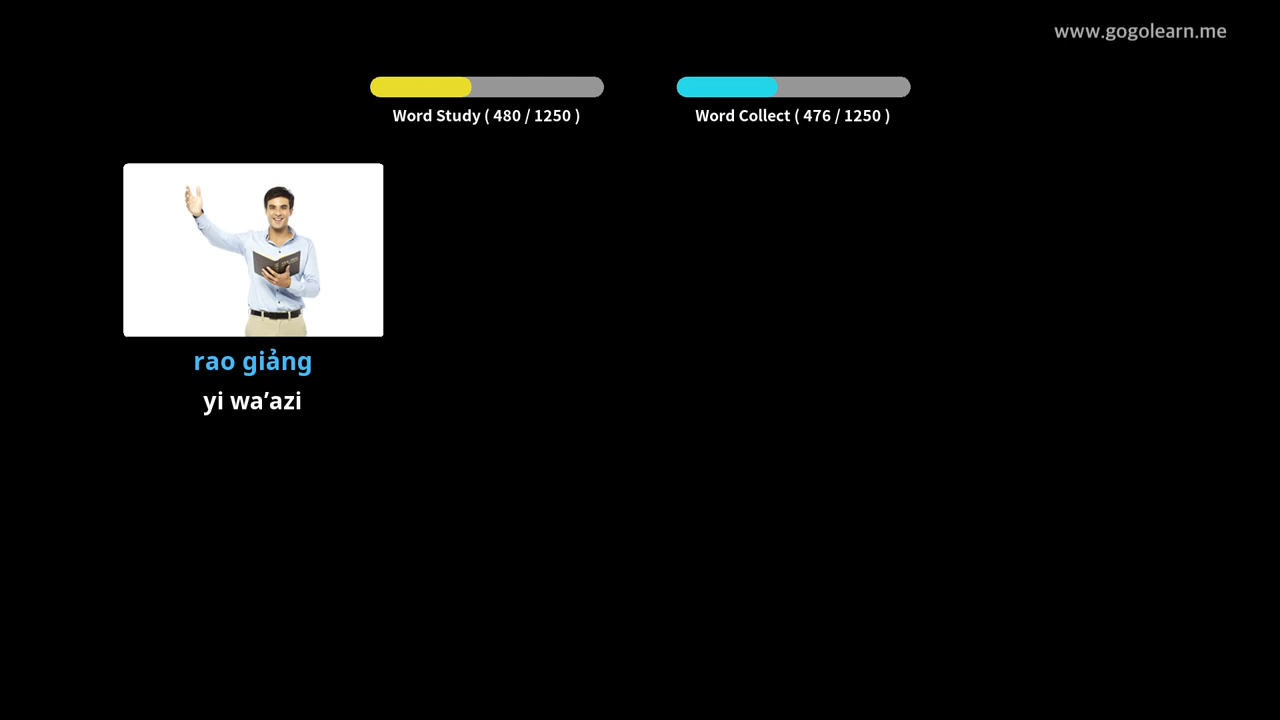 www.gogolearn.me
Word Study ( 480 / 1250 )
Word Collect ( 476 / 1250 )
rao giảng
yi wa’azi